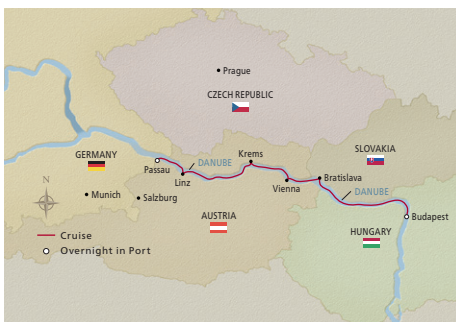 Prague
CZECH REPUBLIC
GERMANY
Passau
DANUBE
Krems
SLOVAKIA
Linz
Vienna
Bratislava
DANUBE
N
Munich
Salzburg
AUSTRIA
Budapest
HUNGARY
Cruise
Overnight in Port